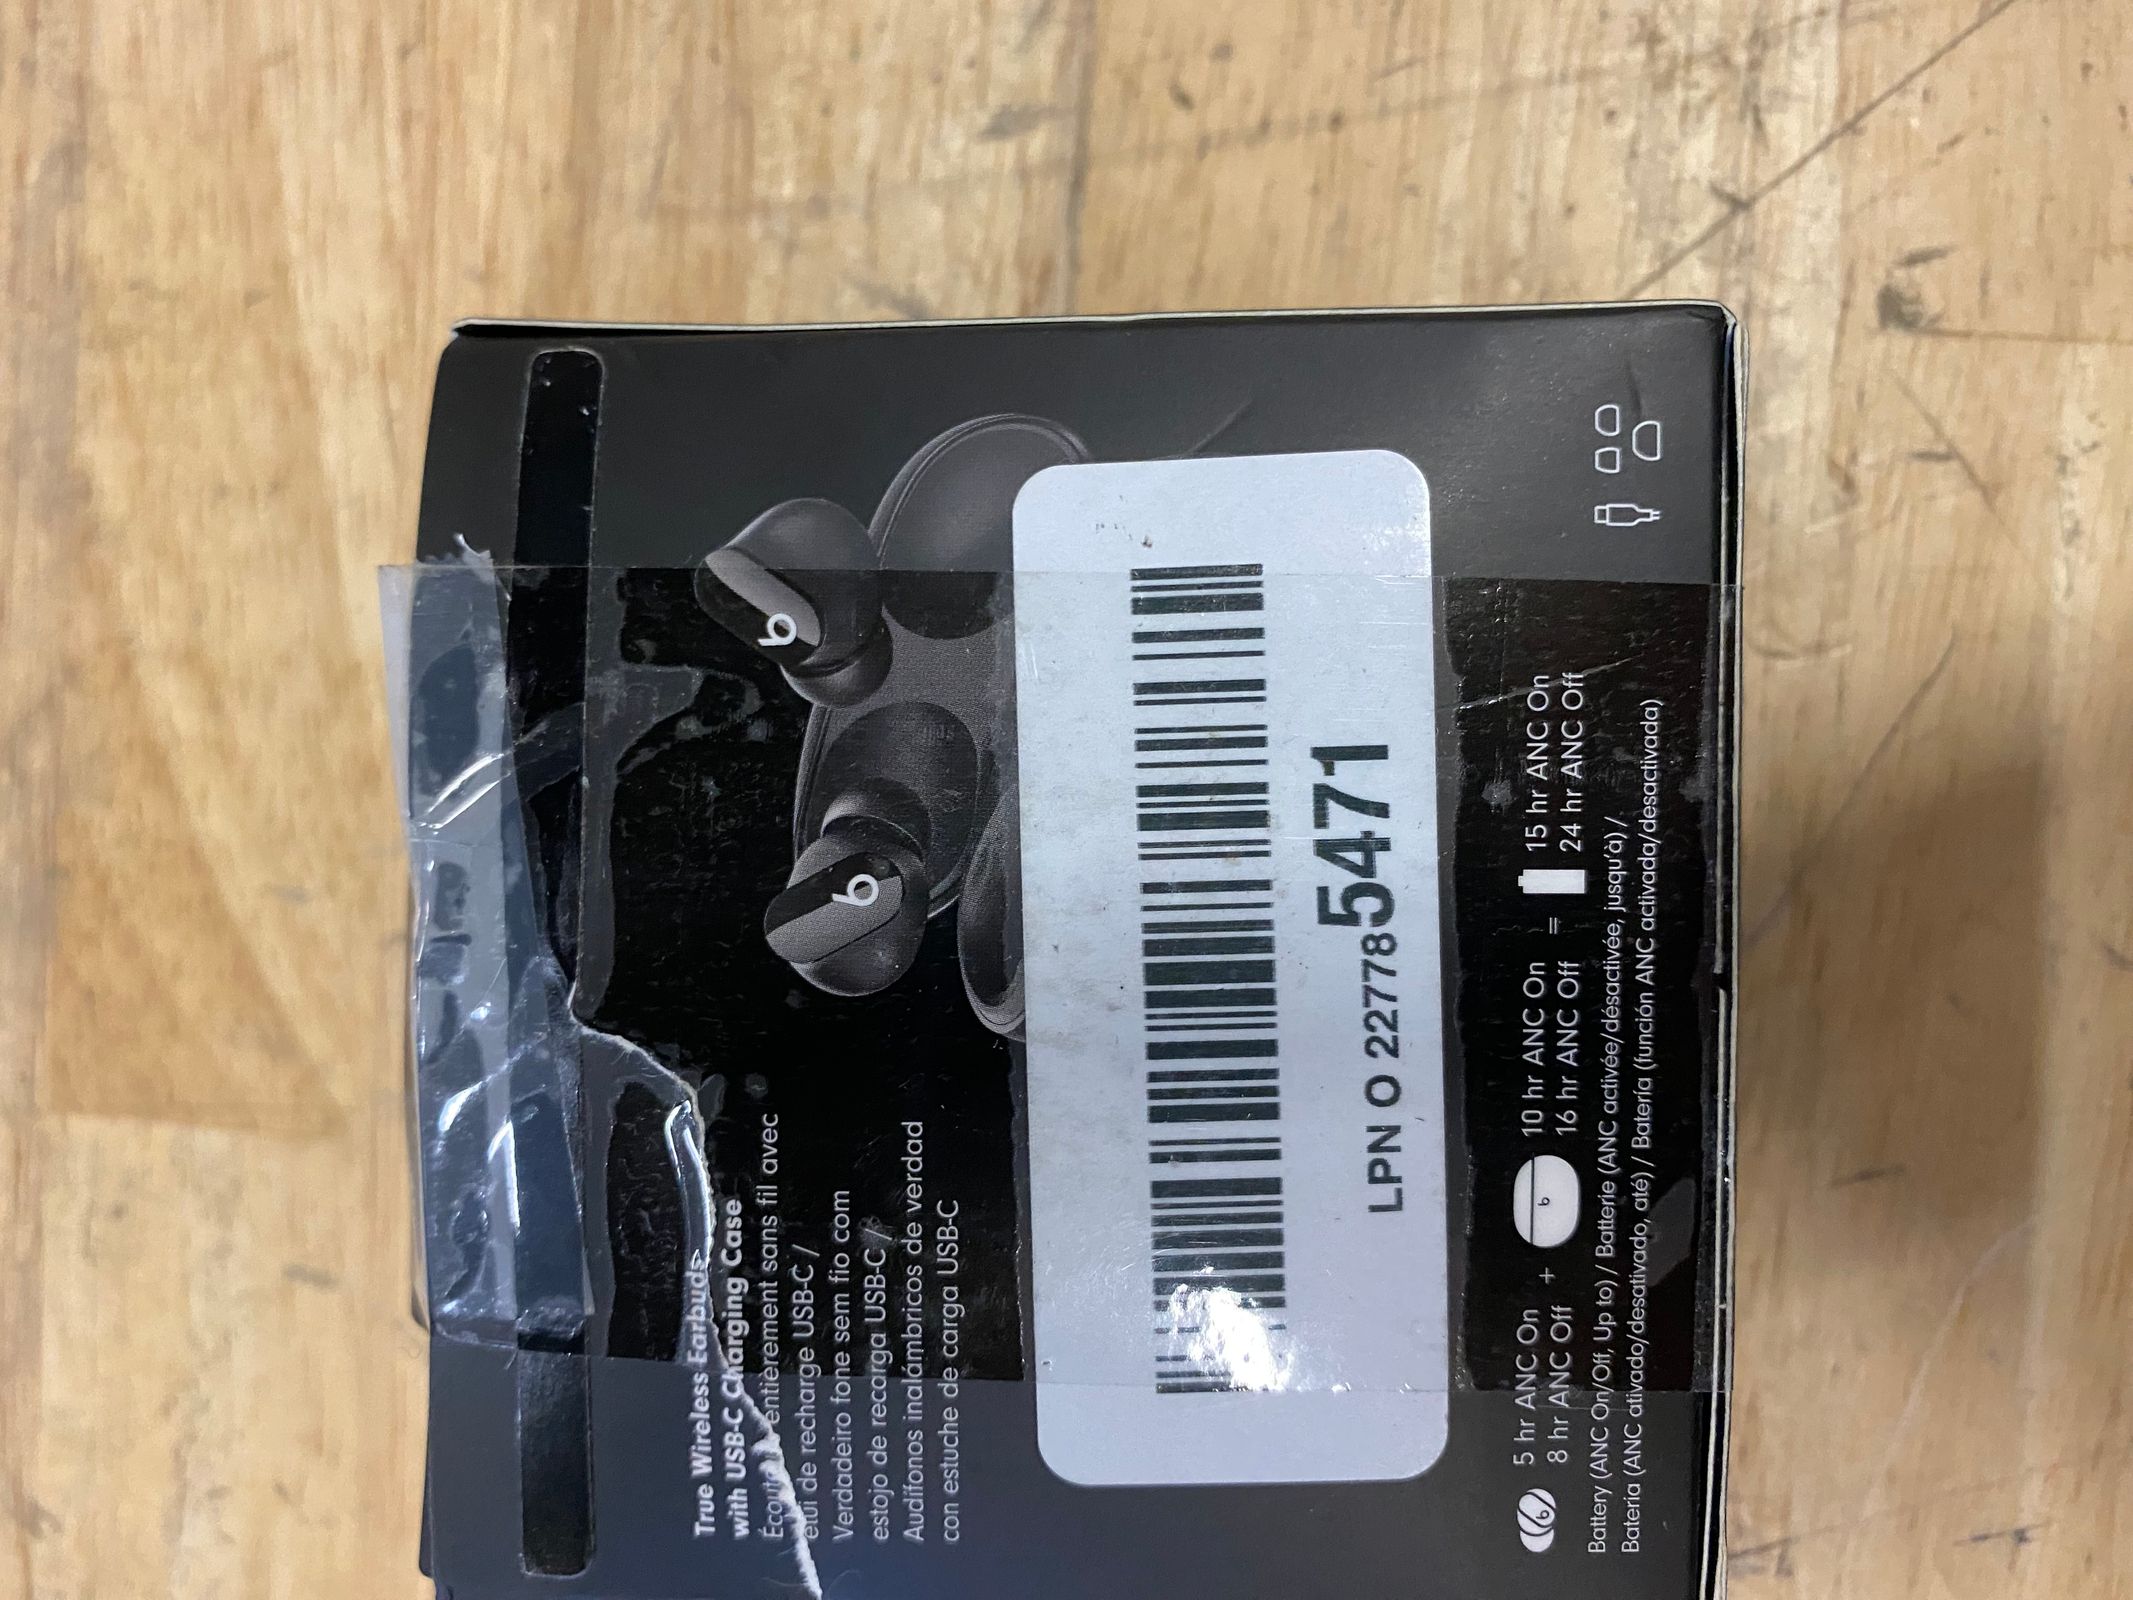 True Wireless Earbuds
with USB-C Charging Case
entièrement sans fil avec
étui de recharge USB-C /
Verdadeiro fone sem fio com
estojo de recarga USB-C /
Audífonos inalámbricos de verdad
con estuche de carga USB-C
b
b
LPN O 227785471
5 hr ANC On + 10 hr ANC On = 15 hr ANC On
8 hr ANC Off 16 hr ANC Off 24 hr ANC Off
Battery (ANC On/Off, Up to) / Batterie (ANC activée/désactivée, jusqu'à) /
Bateria (ANC ativado/desativado, até) / Batería (función ANC activada/desactivada)